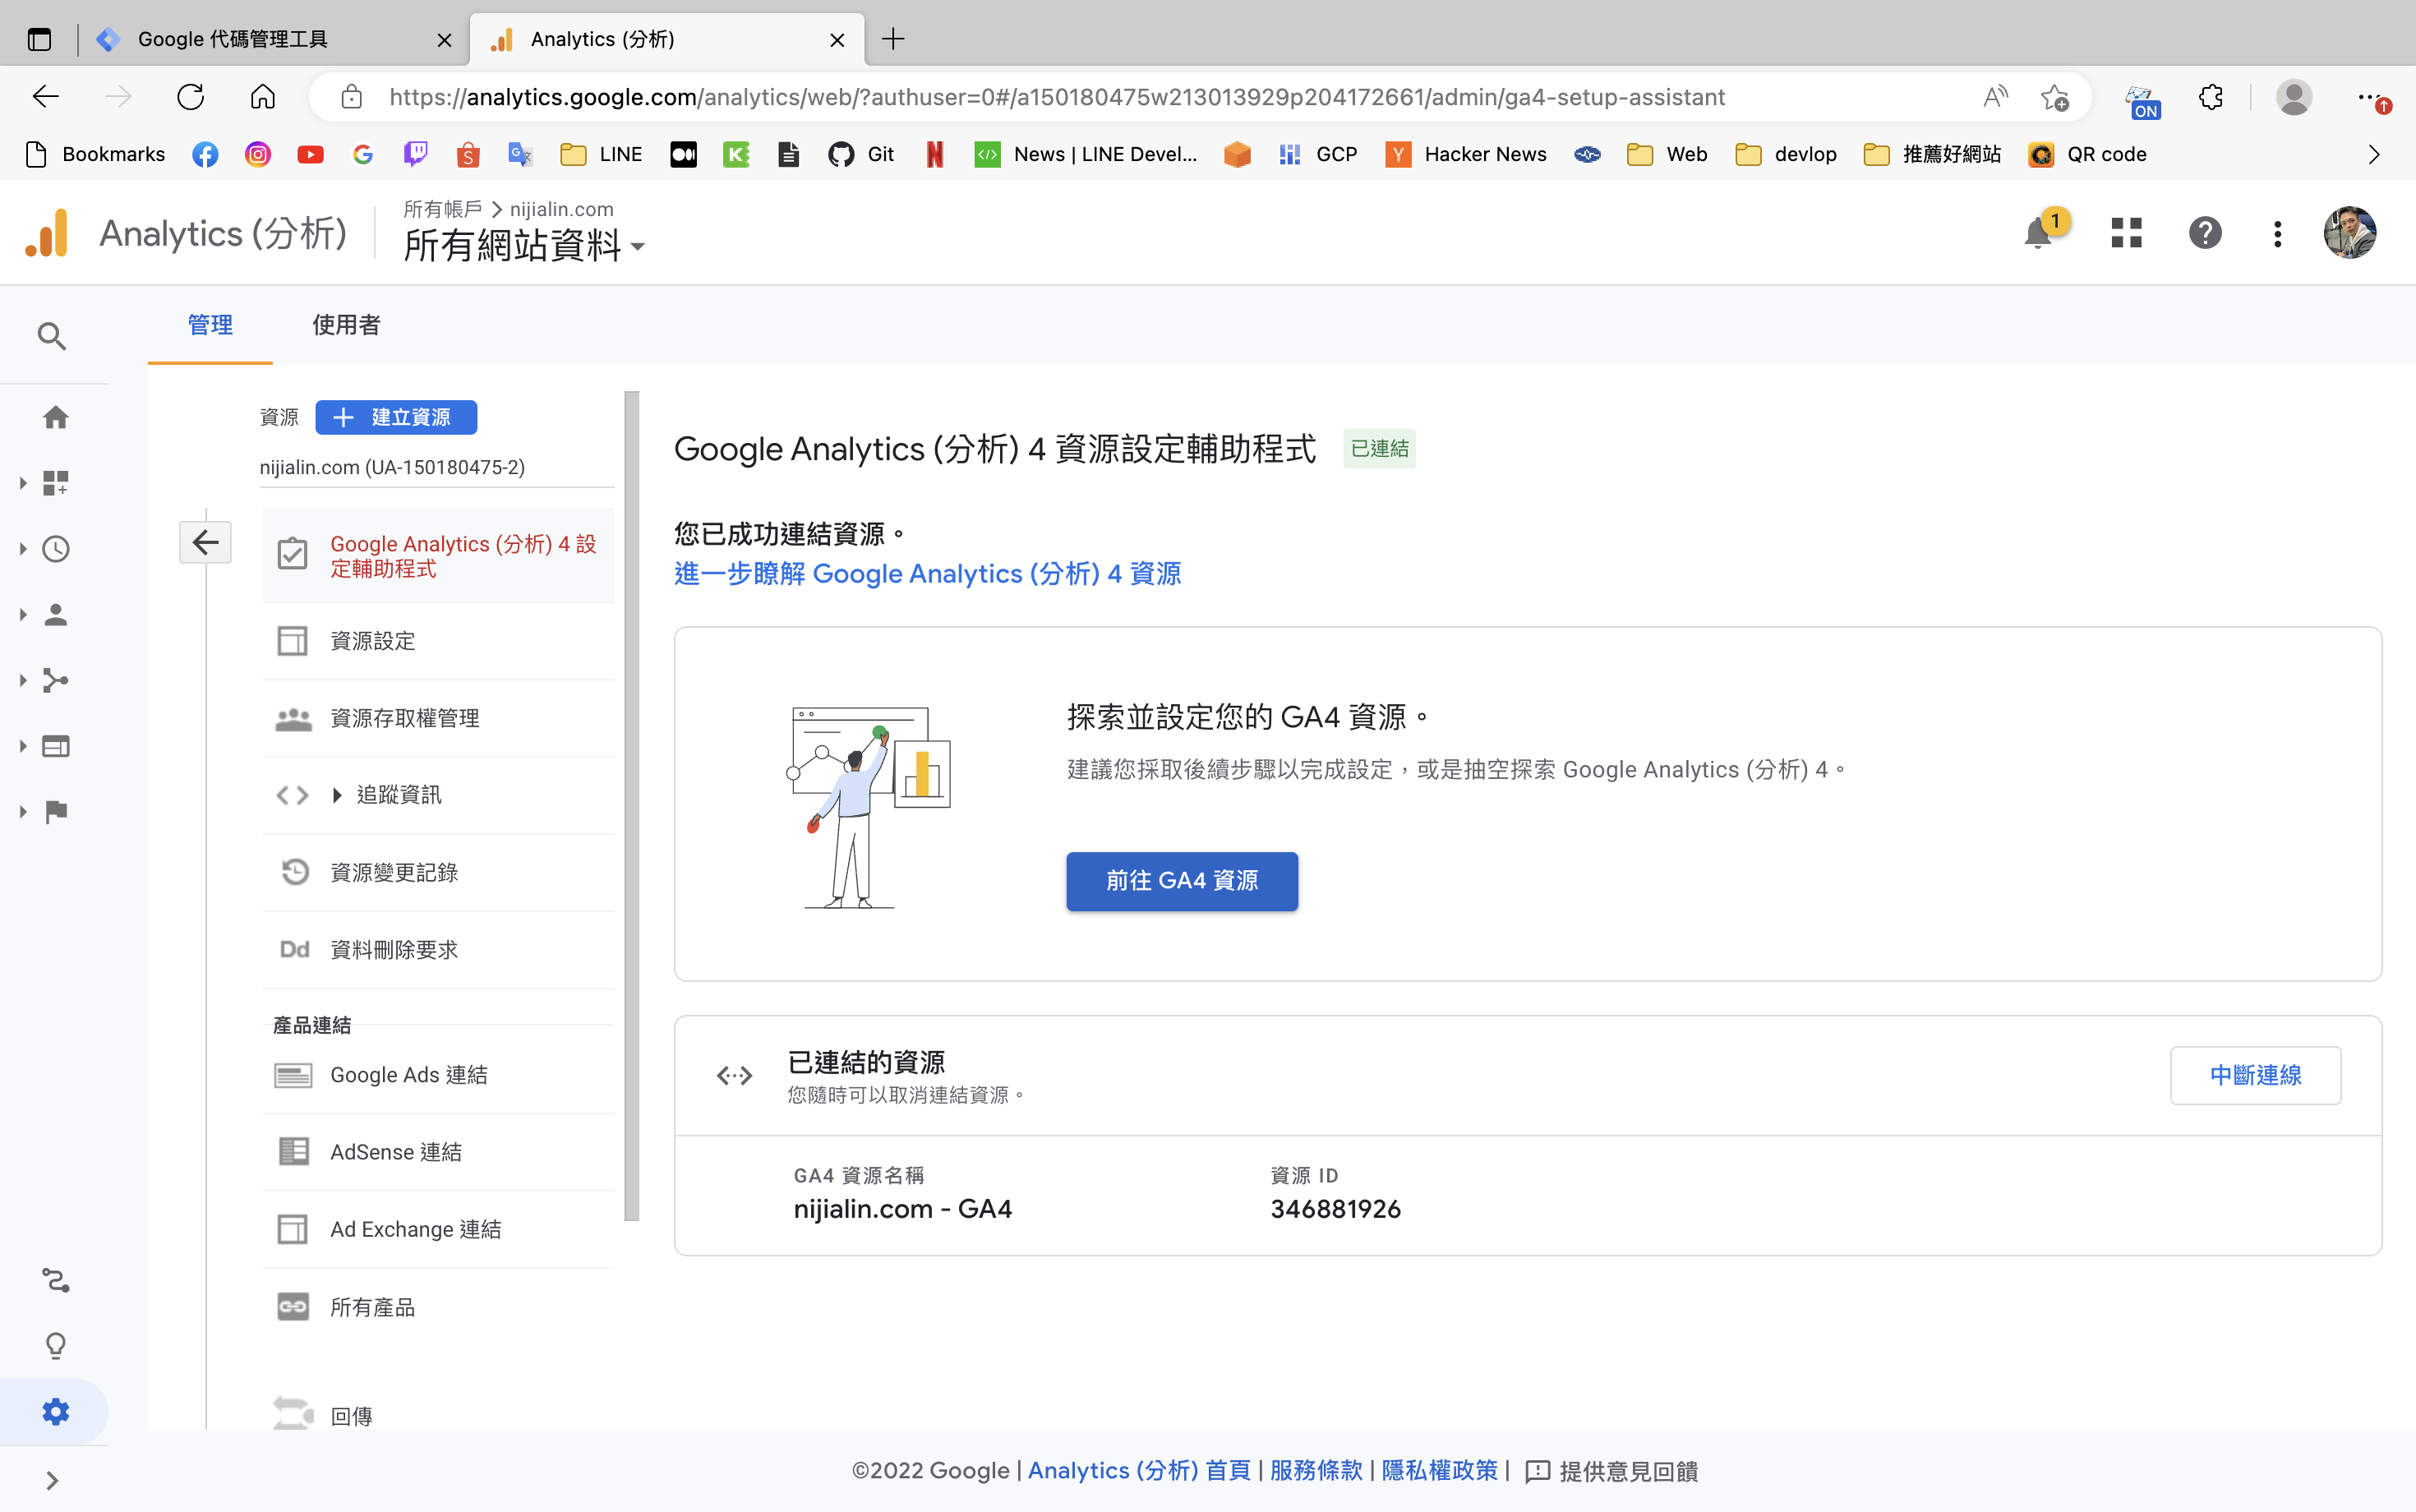 Google 代碼管理工具
Analytics (分析)
https://analytics.google.com/analytics/web/?authuser=0#/a150180475w213013929p204172661/admin/ga4-setup-assistant
ON
Bookmarks
LINE
Git
News | LINE Devel...
GCP
Hacker News
Web
devlop
推薦好網站
QR code
Analytics (分析)
所有帳戶 > nijialin.com
所有網站資料
1
管理
使用者
資源
建立資源
nijialin.com (UA-150180475-2)
Google Analytics (分析) 4 設
定輔助程式
資源設定
資源存取權管理
追蹤資訊
資源變更記錄
Dd 資料刪除要求
產品連結
Google Ads 連結
AdSense 連結
Ad Exchange 連結
所有產品
回傳
Google Analytics (分析) 4 資源設定輔助程式
已連結
您已成功連結資源。
進一步瞭解 Google Analytics (分析) 4 資源
探索並設定您的 GA4 資源。
建議您採取後續步驟以完成設定，或是抽空探索 Google Analytics (分析) 4。
前往 GA4 資源
已連結的資源
您隨時可以取消連結資源。
中斷連線
GA4 資源名稱
nijialin.com - GA4
資源 ID
346881926
©2022 Google | Analytics (分析) 首頁 | 服務條款 | 隱私權政策 | 提供意見回饋